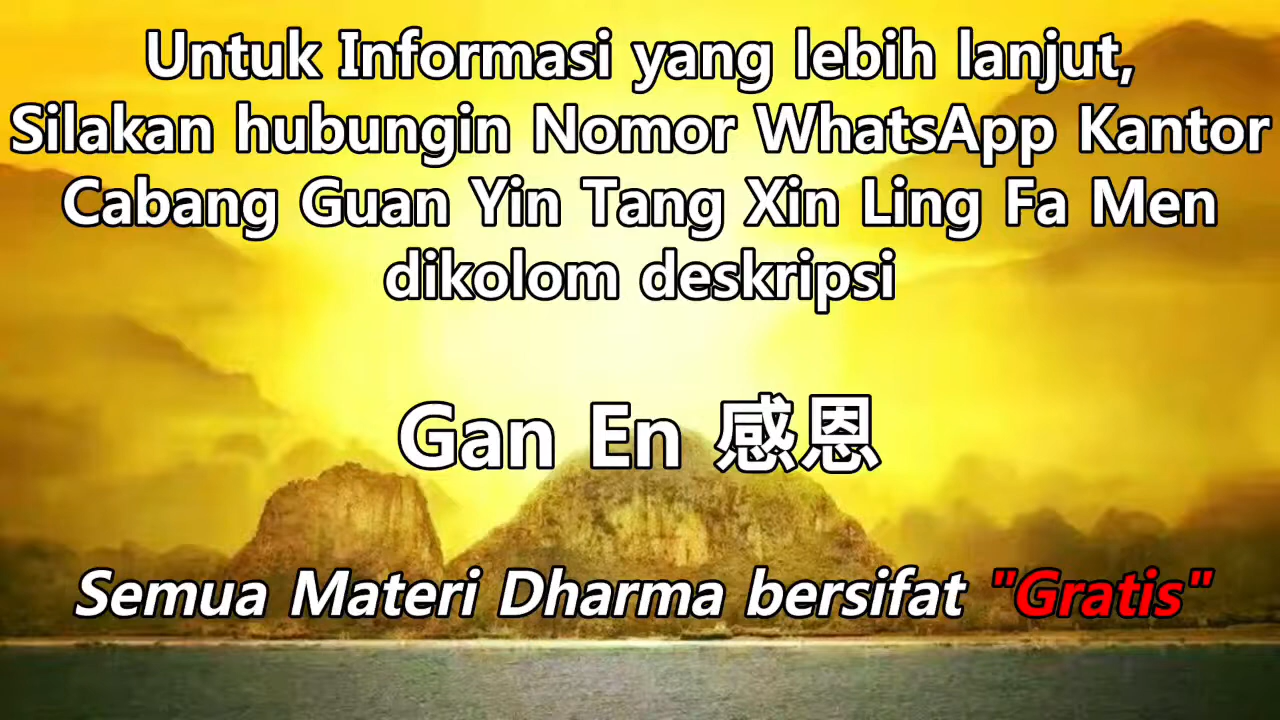 Untuk Informasi yang lebih lanjut,
Silakan hubungin Nomor WhatsApp Kantor
Cabang Guan Yin Tang Xin Ling Fa Men
dikolom deskripsi
Gan En 感恩
Semua Materi Dharma bersifat "Gratis"